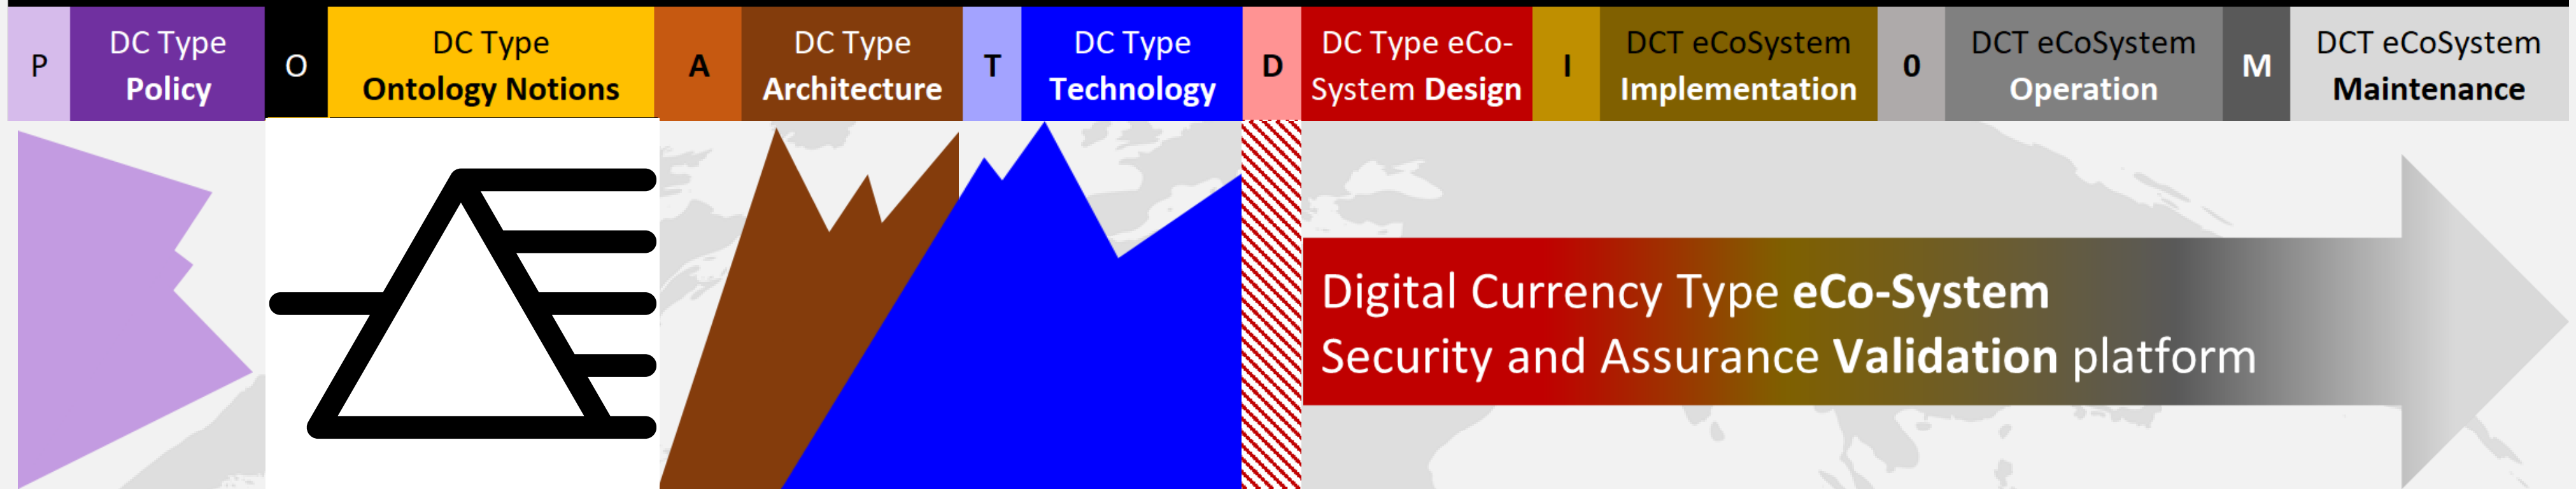 P
DC Type
Policy
O
DC Type
Ontology Notions
A
DC Type
Architecture
T
DC Type
Technology
D
DC Type eCo-
System Design
I
DCT eCoSystem
Implementation
0
DCT eCoSystem
Operation
M
DCT eCoSystem
Maintenance
Digital Currency Type eCo-System
Security and Assurance Validation platform